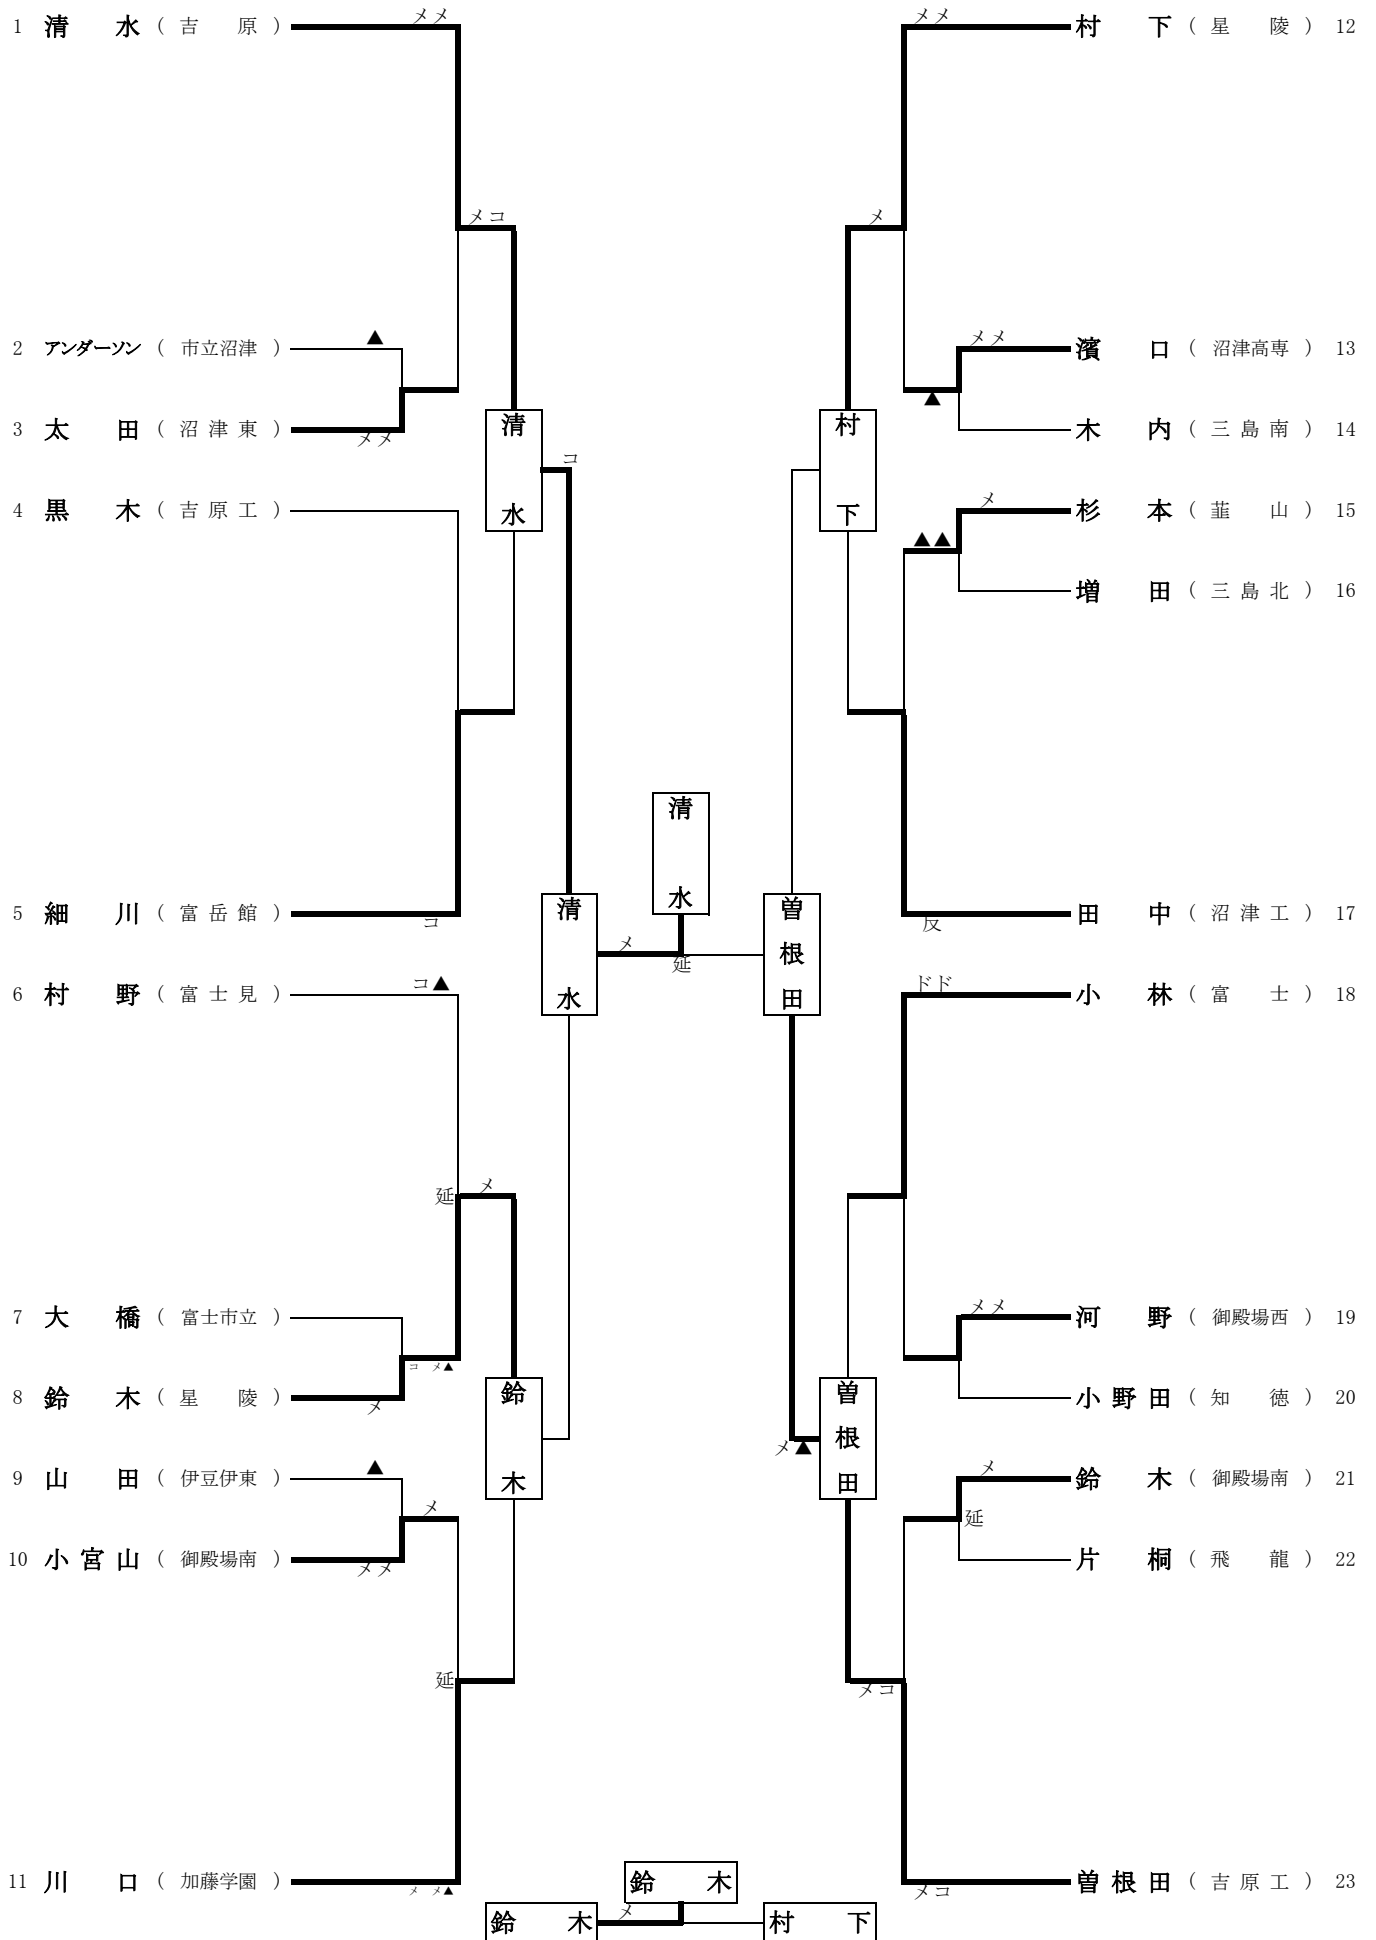 1 清水 ( 吉原 ) メメ
メコ
2 アンダーソン ( 市立沼津 ) ▲
3 太田 ( 沼津東 ) メメ
清水
コ
4 黒木 ( 吉原工 )
5 細川 ( 富岳館 ) コ
清水
メ
延
清水
6 村野 ( 富士見 ) コ▲
延 メ
7 大橋 ( 富士市立 )
コ メ▲
8 鈴木 ( 星陵 ) メ
鈴木
9 山田 ( 伊豆伊東 ) ▲
メ
10 小宮山 ( 御殿場南 ) メメ
延
11 川口 ( 加藤学園 ) メ メ▲
メメ 村下 ( 星陵 ) 12
メ
メメ 濱口 ( 沼津高専 ) 13
▲
木内 ( 三島南 ) 14
村下
メ 杉本 ( 韮山 ) 15
▲▲
増田 ( 三島北 ) 16
反 田中 ( 沼津工 ) 17
曽根田
ドド 小林 ( 富士 ) 18
メメ 河野 ( 御殿場西 ) 19
小野田 ( 知徳 ) 20
曽根田
メ▲
メ 鈴木 ( 御殿場南 ) 21
延
片桐 ( 飛龍 ) 22
メコ
メコ 曽根田 ( 吉原工 ) 23
鈴木
鈴木 メ 村下